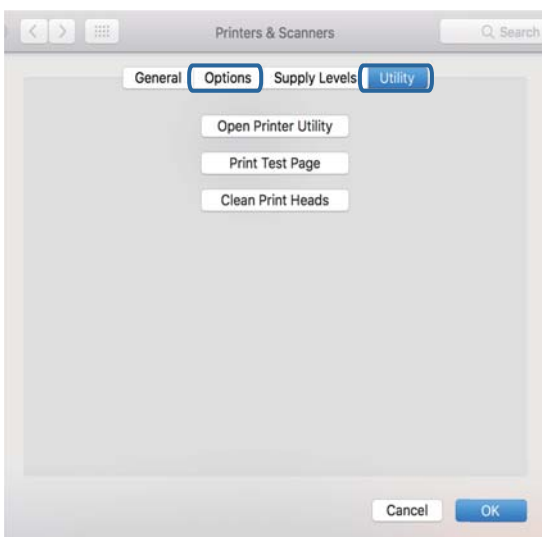 Printers & Scanners Search
General Options Supply Levels Utility
Open Printer Utility
Print Test Page
Clean Print Heads
Cancel OK